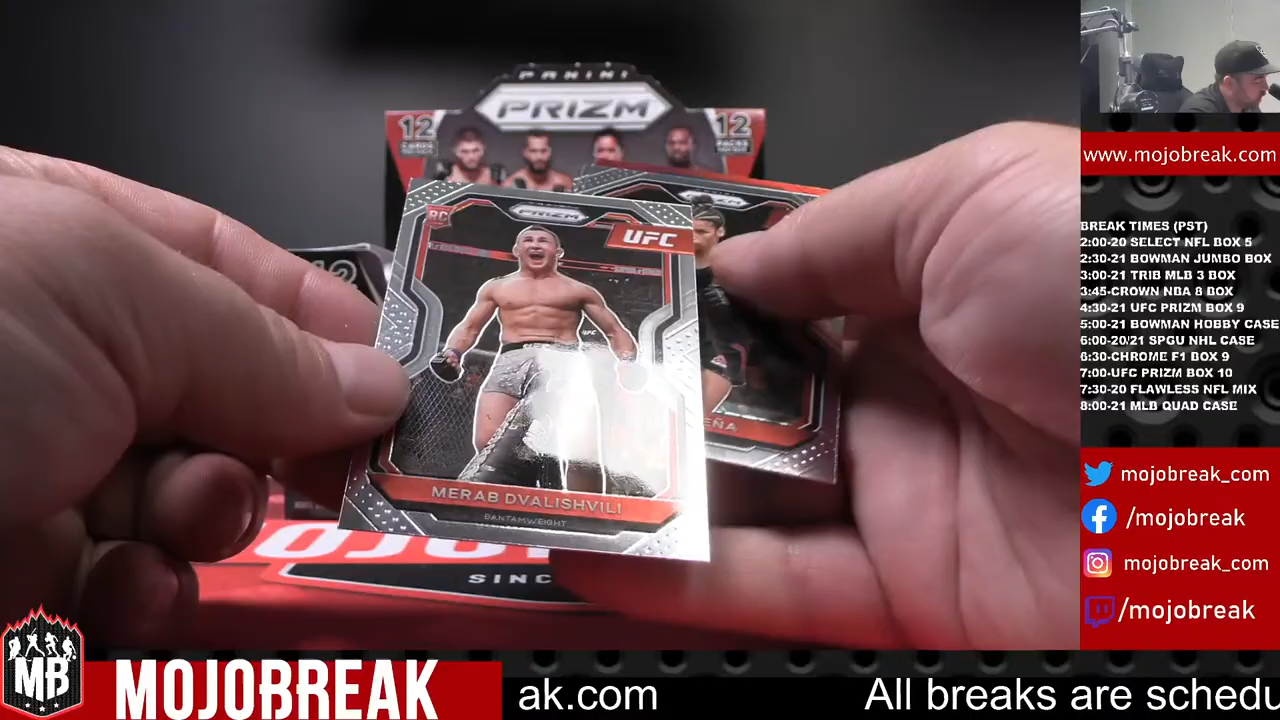 PANINI
PRIZM
12
CARDS
12
PACKS
RC
PRIZM
UFC
MERAB DVALISHVILI
BANTAMWEIGHT
EÑA
12
SINC
www.mojobreak.com
BREAK TIMES (PST)
2:00-20 SELECT NFL BOX 5
2:30-21 BOWMAN JUMBO BOX
3:00-21 TRIB MLB 3 BOX
3:45-CROWN NBA 8 BOX
4:30-21 UFC PRIZM BOX 9
5:00-21 BOWMAN HOBBY CASE
6:00-20/21 SPGU NHL CASE
6:30-CHROME F1 BOX 9
7:00-UFC PRIZM BOX 10
7:30-20 FLAWLESS NFL MIX
8:00-21 MLB QUAD CASE
mojobreak_com
/mojobreak
mojobreak_com
/mojobreak
MB
MOJOBREAK
ak.com
All breaks are schedu